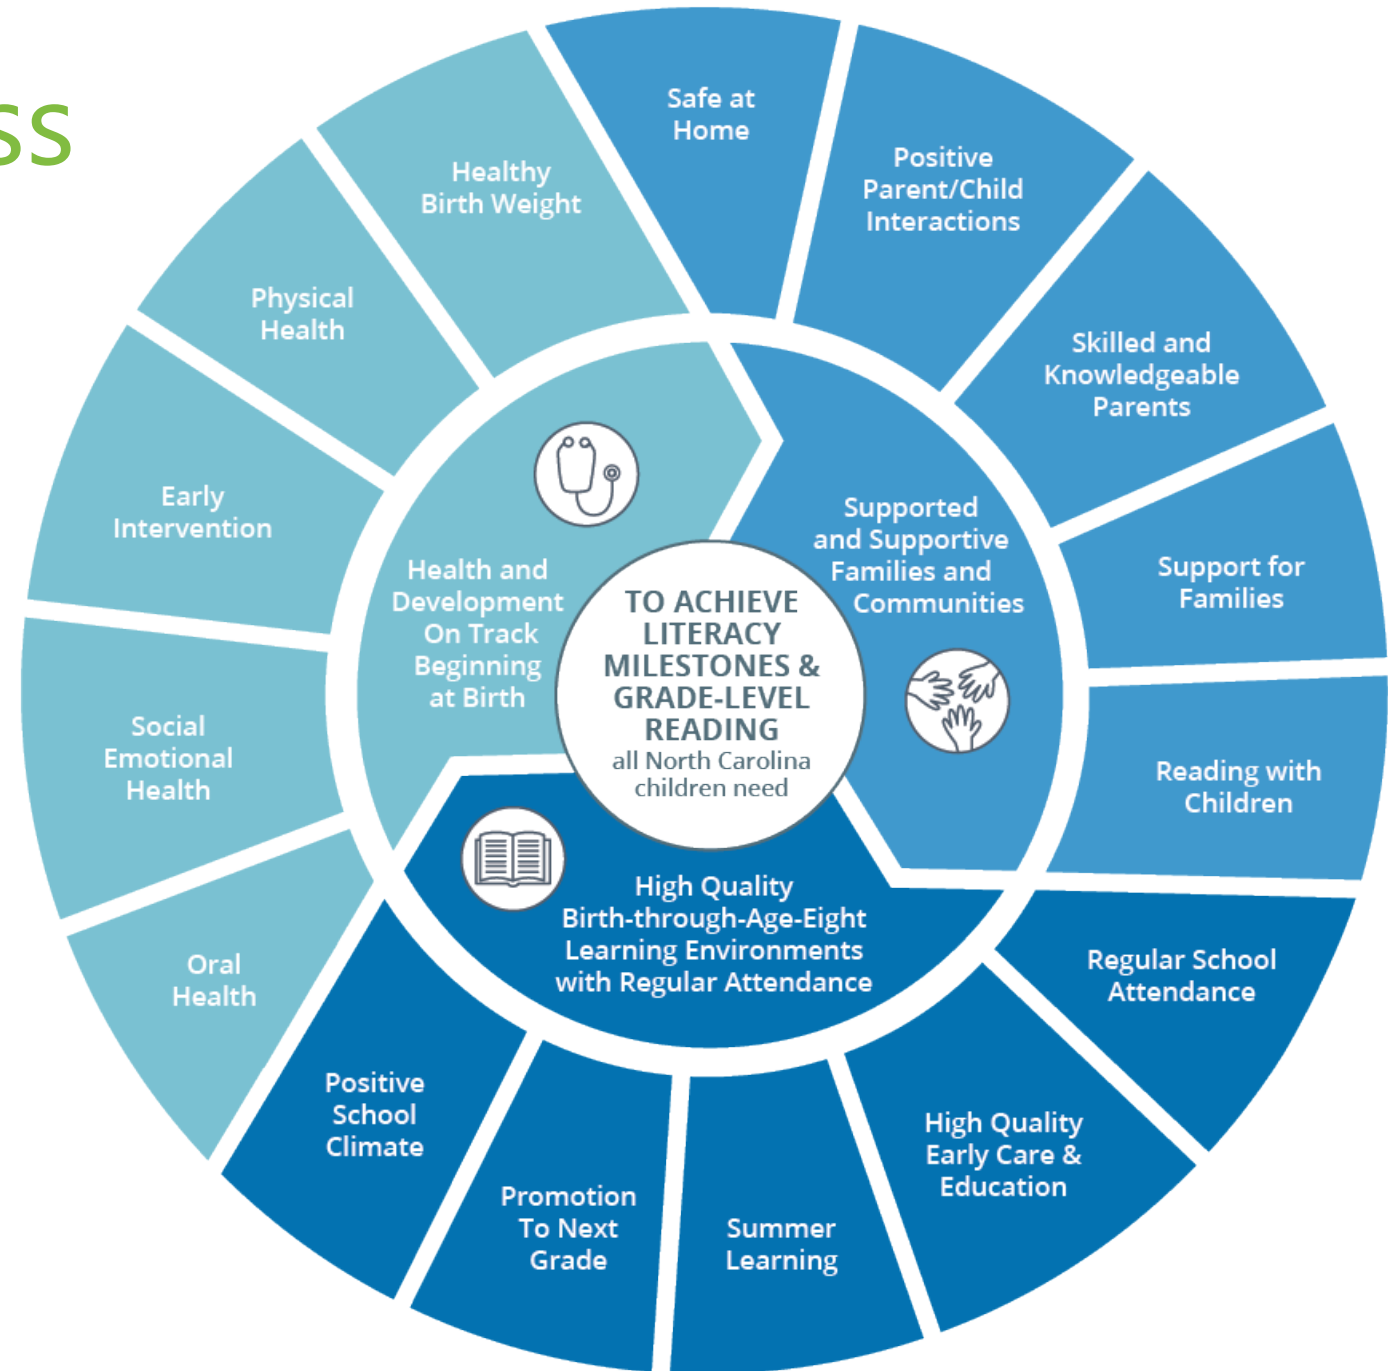 ss
Safe at
Home
Positive
Parent/Child
Interactions
Skilled and
Knowledgeable
Parents
Support for
Families
Reading with
Children
Regular School
Attendance
High Quality
Early Care &
Education
Summer
Learning
Promotion
To Next
Grade
Positive
School
Climate
Oral
Health
Social
Emotional
Health
Early
Intervention
Physical
Health
Healthy
Birth Weight
Health and
Development
On Track
Beginning
at Birth
Supported
and Supportive
Families and
Communities
High Quality
Birth-through-Age-Eight
Learning Environments
with Regular Attendance
TO ACHIEVE
LITERACY
MILESTONES &
GRADE-LEVEL
READING
all North Carolina
children need